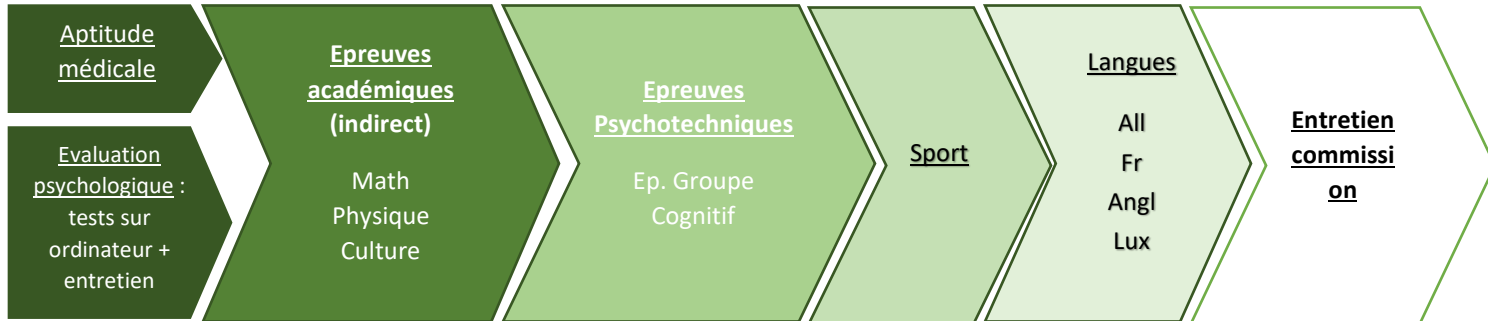 Aptitude
médicale
Evaluation
psychologique :
tests sur
ordinateur +
entretien
Epreuves
académiques
(indirect)
Math
Physique
Culture
Epreuves
Psychotechniques
Ep. Groupe
Cognitif
Sport
Langues
All
Fr
Angl
Lux
Entretien
commissi
on